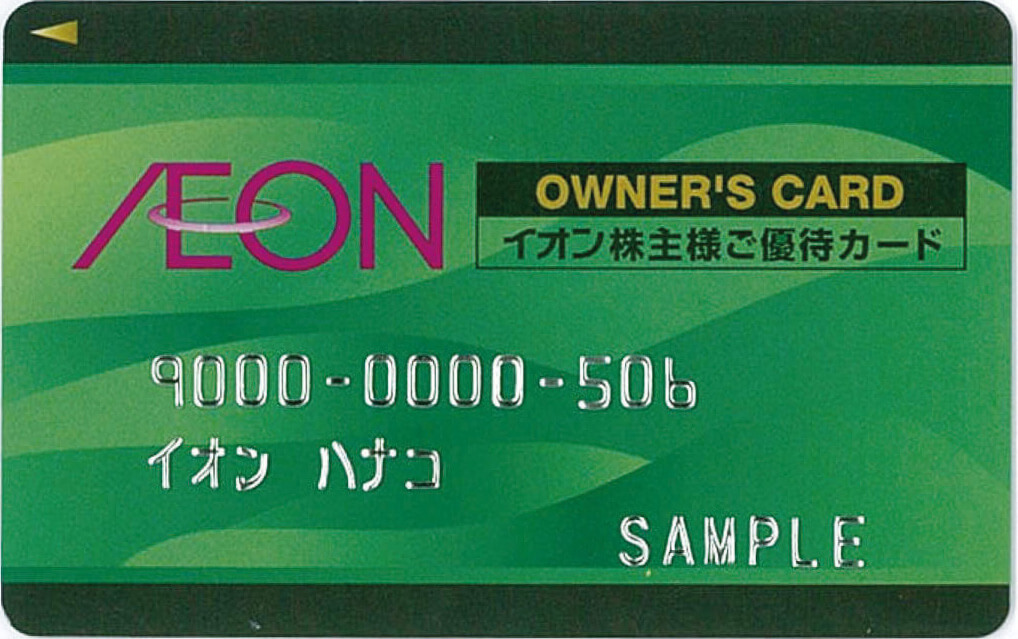 ÆON
OWNER'S CARD
イオン株主様ご優待カード
9000-0000-506
イオン ハナコ
SAMPLE